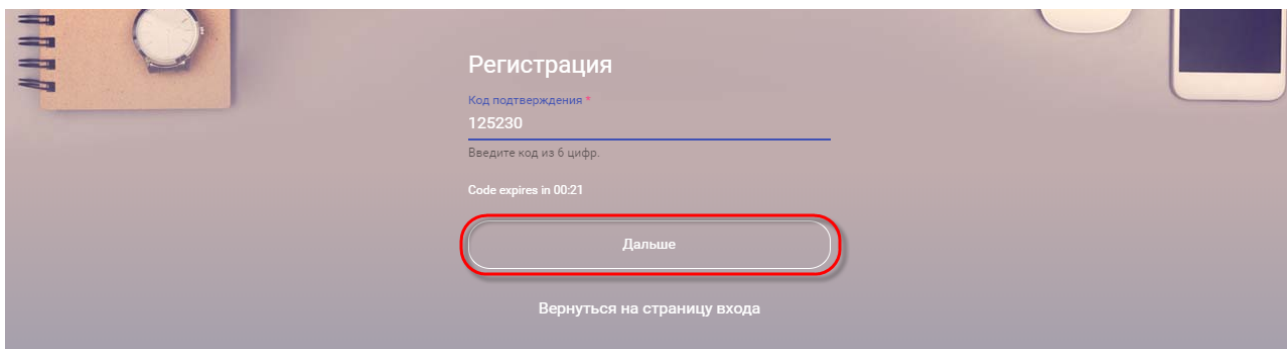 Регистрация
Код подтверждения *
125230
Введите код из 6 цифр.
Code expires in 00:21
Дальше
Вернуться на страницу входа